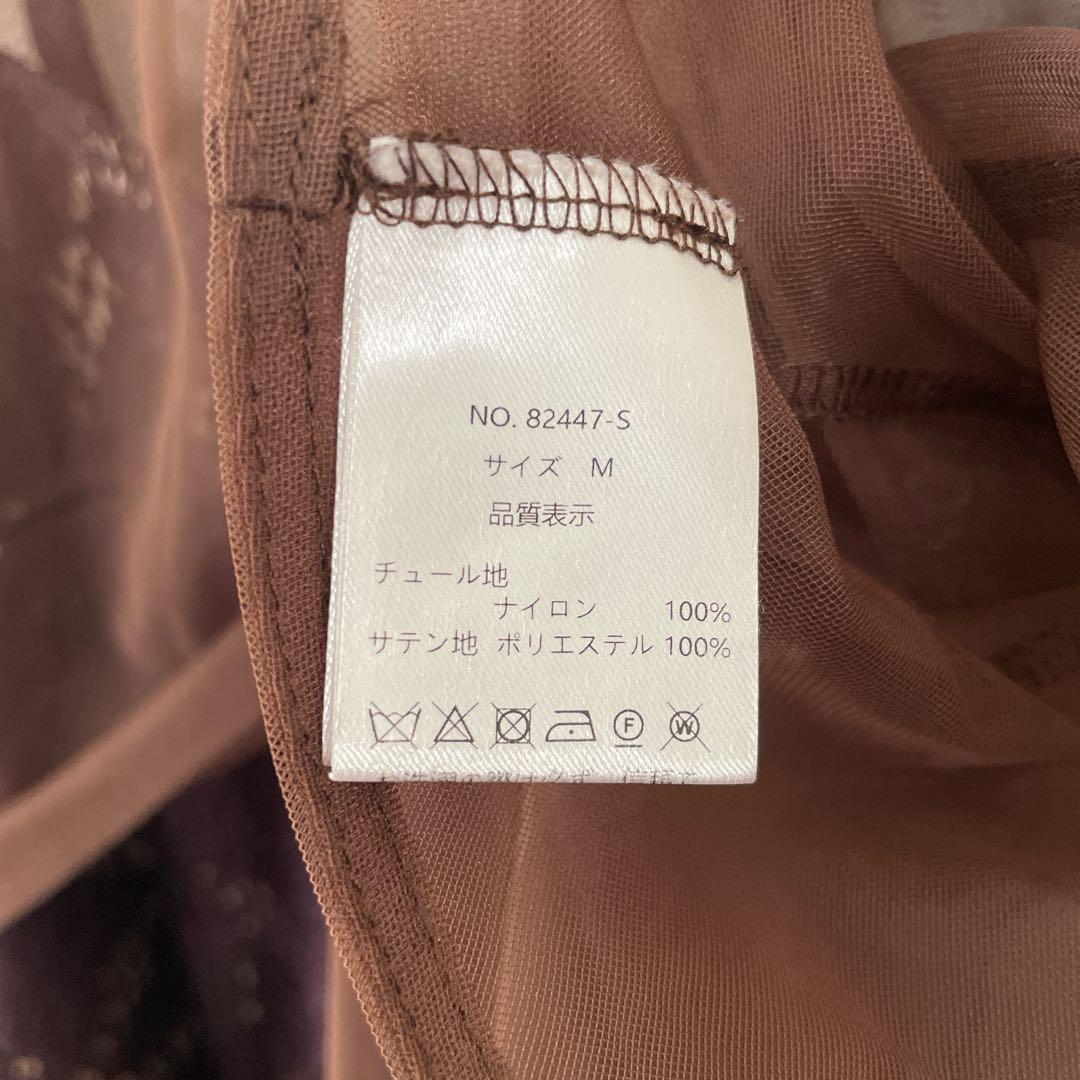 NO. 82447-S
サイズ M
品質表示
チュール地
ナイロン 100%
サテン地 ポリエステル 100%
F
W